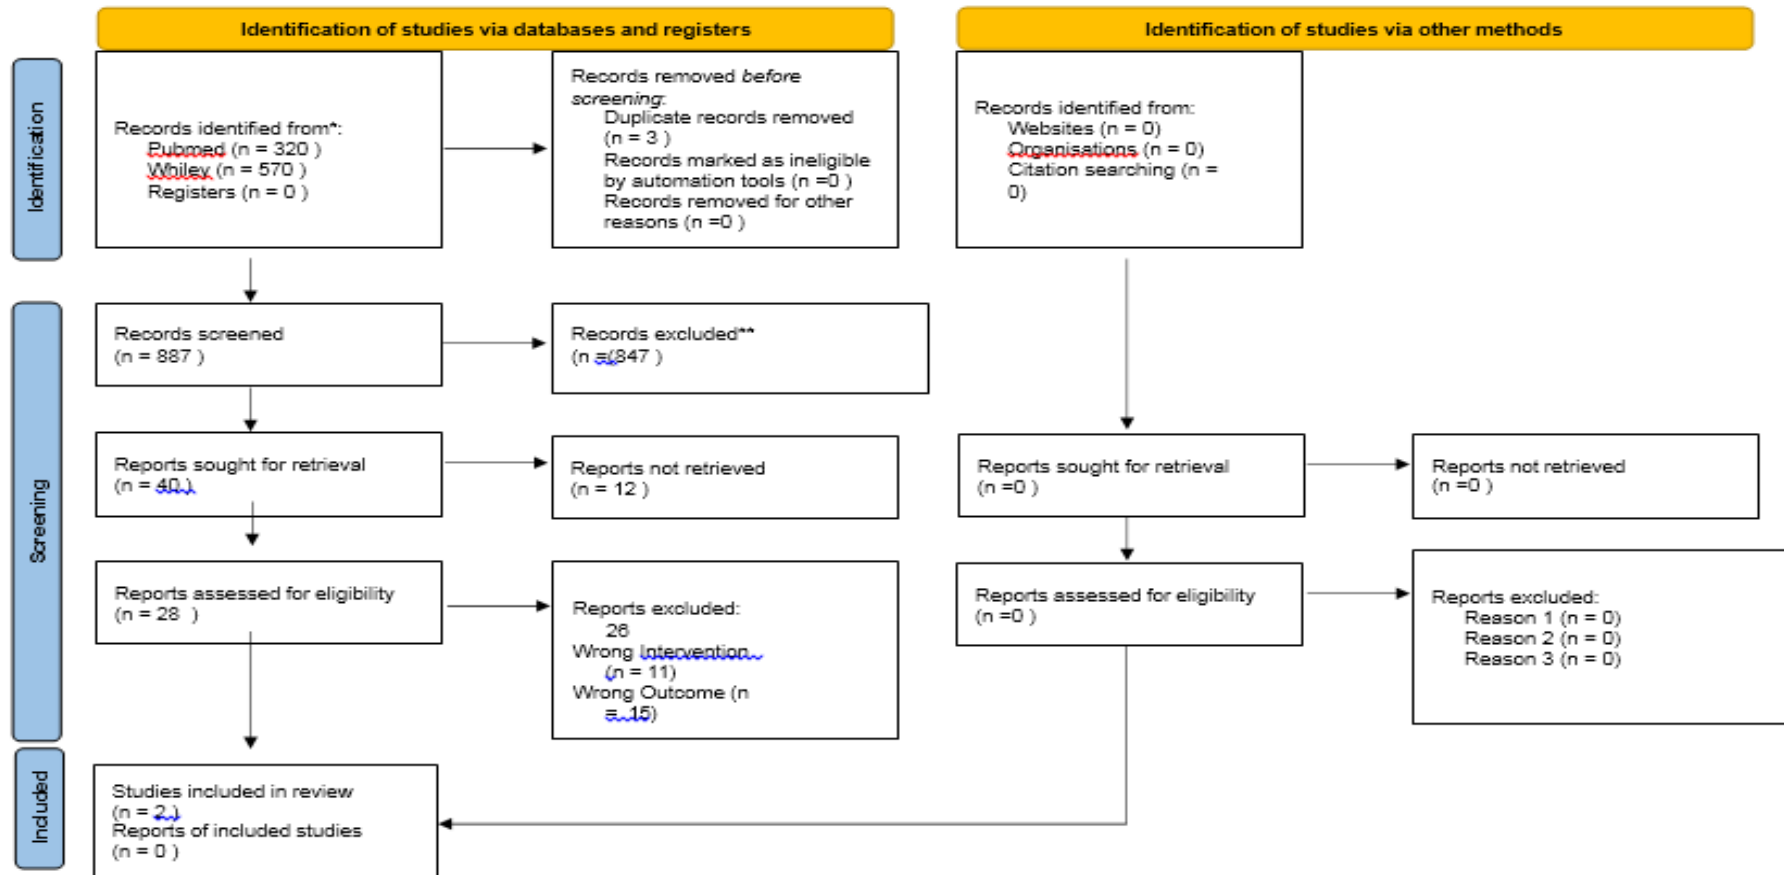 Identification of studies via databases and registers
Identification of studies via other methods
Identification
Records identified from*:
Pubmed (n = 320 )
Whiley (n = 570 )
Registers (n = 0 )
Records removed before
screening:
Duplicate records removed
(n = 3 )
Records marked as ineligible
by automation tools (n =0 )
Records removed for other
reasons (n =0 )
Records identified from:
Websites (n = 0)
Organisations (n = 0)
Citation searching (n =
0)
Screening
Records screened
(n = 887 )
Records excluded**
(n =(847 )
Reports sought for retrieval
(n = 40 )
Reports not retrieved
(n = 12 )
Reports sought for retrieval
(n =0 )
Reports not retrieved
(n =0 )
Reports assessed for eligibility
(n = 28 )
Reports excluded:
26
Wrong Intervention
(n = 11)
Wrong Outcome (n
= 15)
Reports assessed for eligibility
(n =0 )
Reports excluded:
Reason 1 (n = 0)
Reason 2 (n = 0)
Reason 3 (n = 0)
Included
Studies included in review
(n = 2 )
Reports of included studies
(n = 0 )